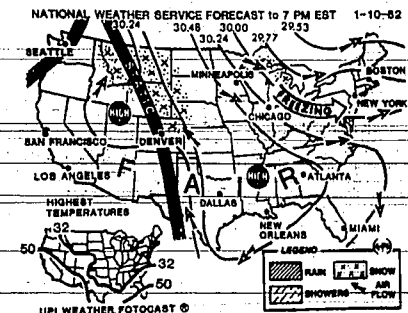 NATIONAL WEATHER SERVICE FORECAST to 7 PM EST 1-10-82
30.24 30.48 30.00 29.53
30.24 29.77
SEATTLE
MINNEAPOLIS
BOSTON
FREEZING
NEW YORK
CHICAGO
HIGH
SAN FRANCISCO
DENVER
LOS ANGELES
F A I R
HIGH
ATLANTA
DALLAS
HIGHEST
TEMPERATURES
NEW
ORLEANS
MIAMI
32
50
32
50
LEGEND
RAIN
SNOW
SHOWERS
AIR
FLOW
UPI WEATHER FOTOCAST ®